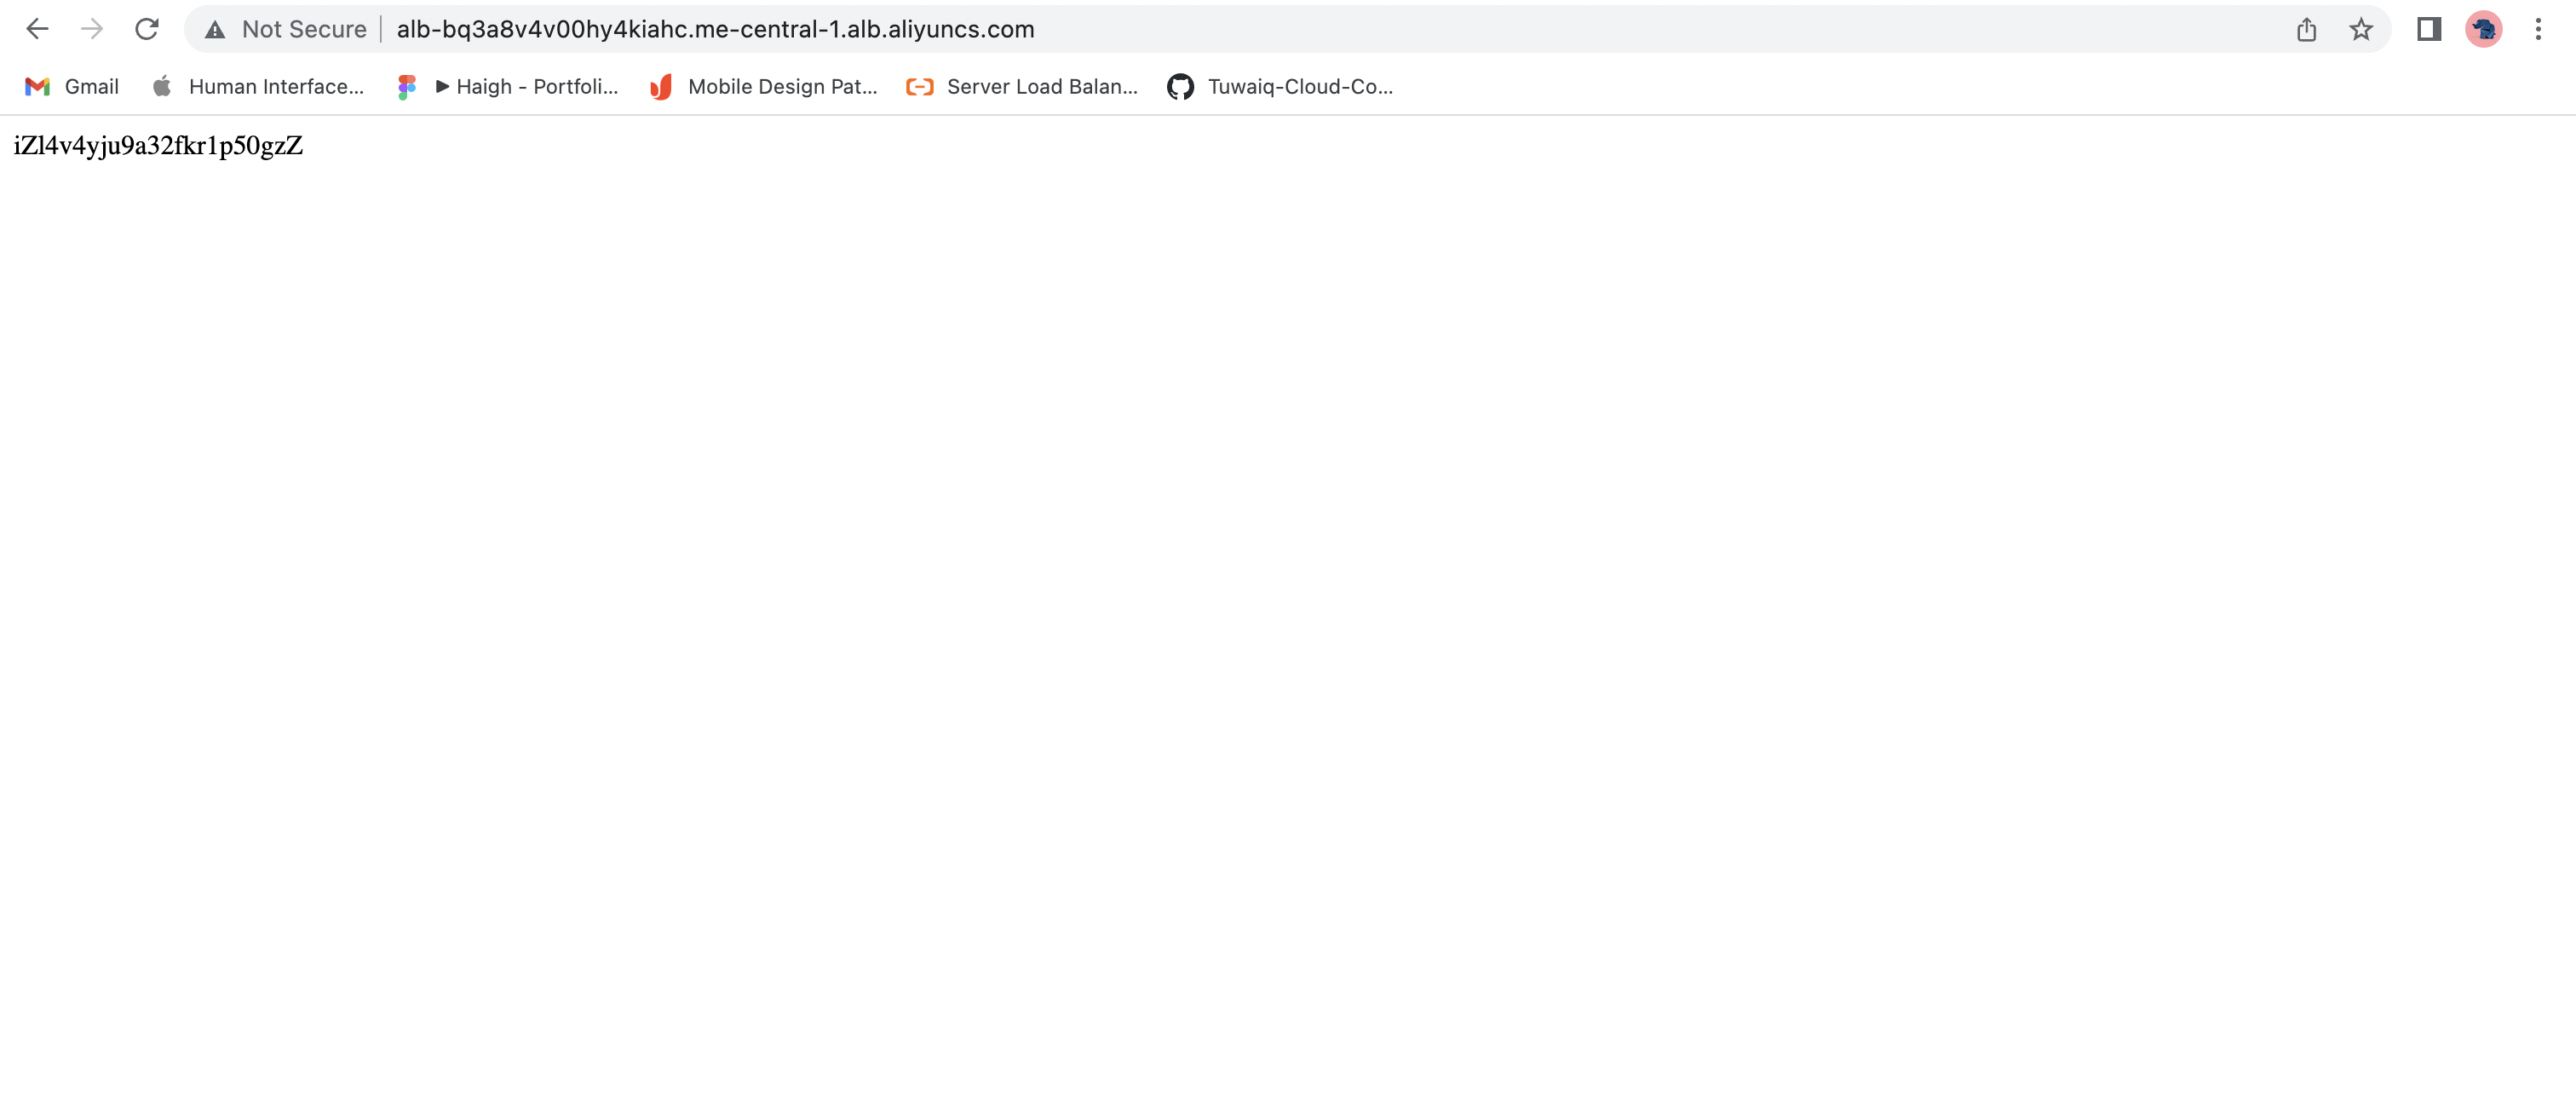 Not Secure alb-bq3a8v4v00hy4kiahc.me-central-1.alb.aliyuncs.com
Gmail Human Interface... Haigh - Portfoli... Mobile Design Pat... Server Load Balan... Tuwaiq-Cloud-Co...
iZl4v4yju9a32fkr1p50gzZ